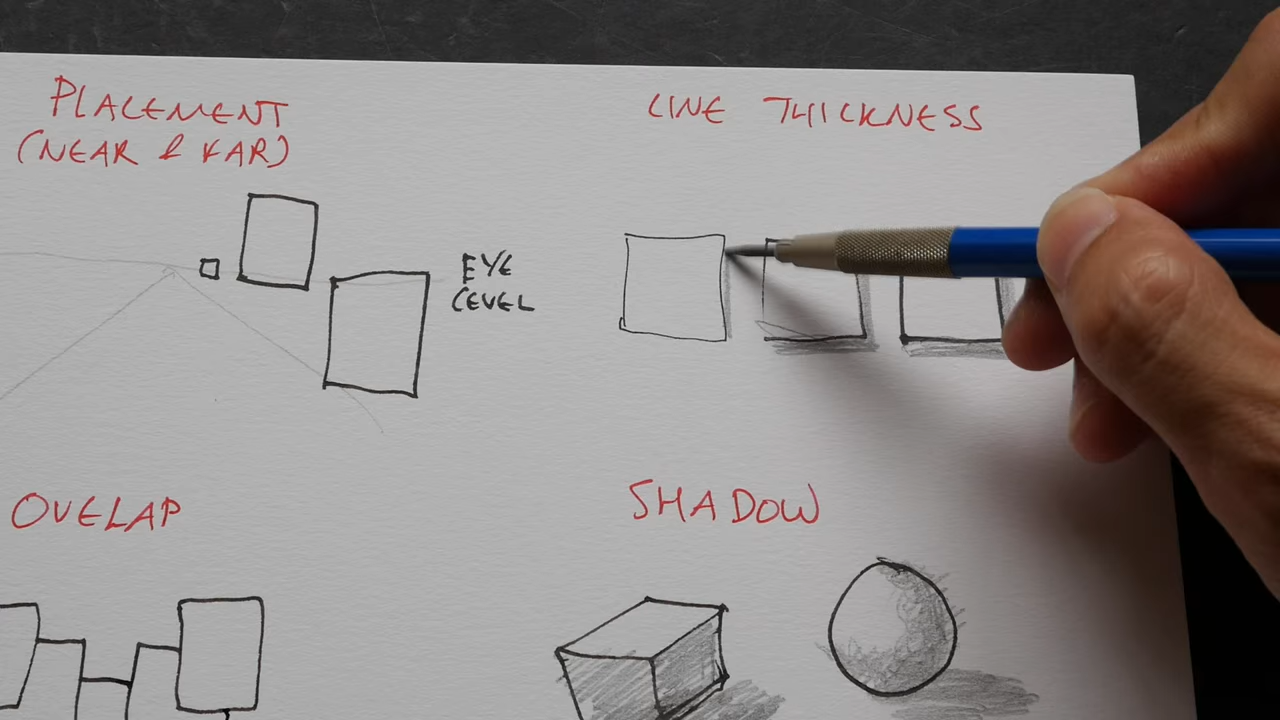 PLACEMENT
(NEAR & FAR)
LINE THICKNESS
EYE
LEVEL
OVELAP
SHADOW